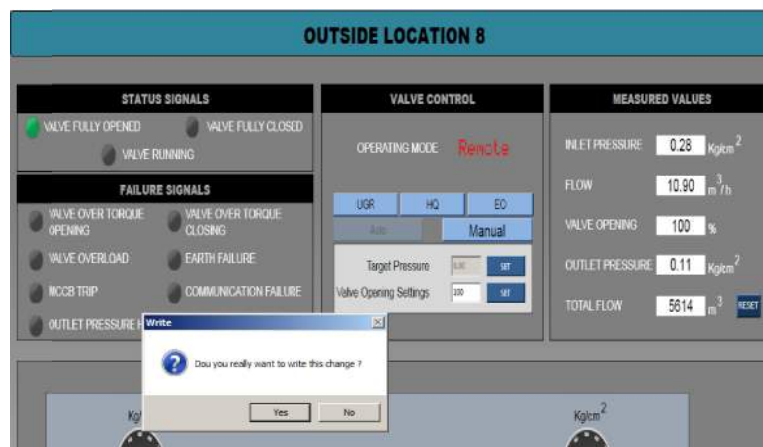 OUTSIDE LOCATION 8
STATUS SIGNALS
VALVE FULLY OPENED
VALVE FULLY CLOSED
VALVE RUNNING
FAILURE SIGNALS
VALVE OVER TORQUE
OPENING
VALVE OVER TORQUE
CLOSING
VALVE OVERLOAD
EARTH FAILURE
MCCB TRIP
COMMUNICATION FAILURE
OUTLET PRESSURE
VALVE CONTROL
OPERATING MODE Remote
UGR HQ EO
Auto Manual
Target Pressure SET
Valve Opening Settings 100 SET
MEASURED VALUES
INLET PRESSURE 0.28 Kg/cm²
FLOW 10.90 m³/h
VALVE OPENING 100 %
OUTLET PRESSURE 0.11 Kg/cm²
TOTAL FLOW 5614 m³ RESET
Write
Dou you really want to write this change ?
Yes No
Kg/cm²